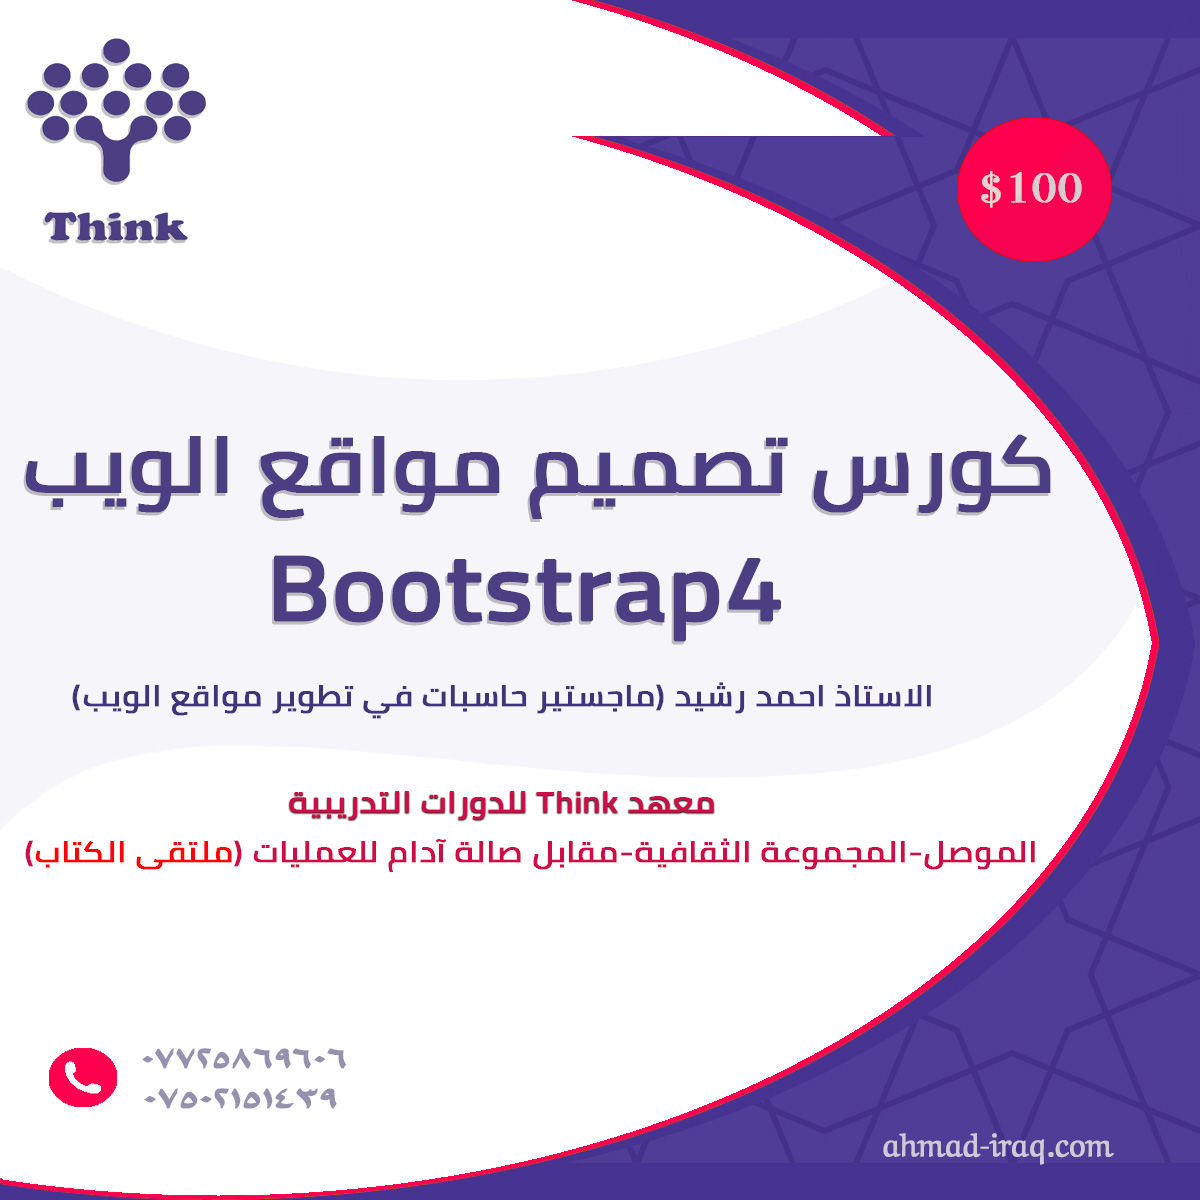 Think
$100
كورس تصميم مواقع الويب
Bootstrap4
الاستاذ احمد رشيد (ماجستير حاسبات في تطوير مواقع الويب)
معهد Think للدورات التدريبية
الموصل-المجموعة الثقافية-مقابل صالة آدام للعمليات (ملتقى الكتاب)
٠٧٧٢٥٨٦٩٦٠٦
٠٧٥٠٢١٥١٤٣٩
ahmad-iraq.com